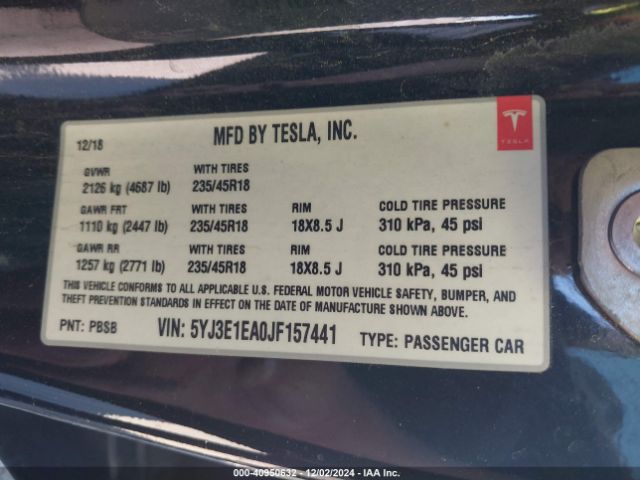 12/18
MFD BY TESLA, INC.
TESLA
GVWR
WITH TIRES
2126 kg (4687 lb)
235/45R18
GAWR FRT
WITH TIRES
RIM
COLD TIRE PRESSURE
1110 kg (2447 lb)
235/45R18
18X8.5 J
310 kPa, 45 psi
GAWR RR
WITH TIRES
RIM
COLD TIRE PRESSURE
1257 kg (2771 lb)
235/45R18
18X8.5 J
310 kPa, 45 psi
THIS VEHICLE CONFORMS TO ALL APPLICABLE U.S. FEDERAL MOTOR VEHICLE SAFETY, BUMPER, AND
THEFT PREVENTION STANDARDS IN EFFECT ON THE DATE OF MANUFACTURE SHOWN ABOVE.
PNT: PBSB
VIN: 5YJ3E1EA0JF157441
TYPE: PASSENGER CAR
000-40950632 - 12/02/2024 - IAA Inc.